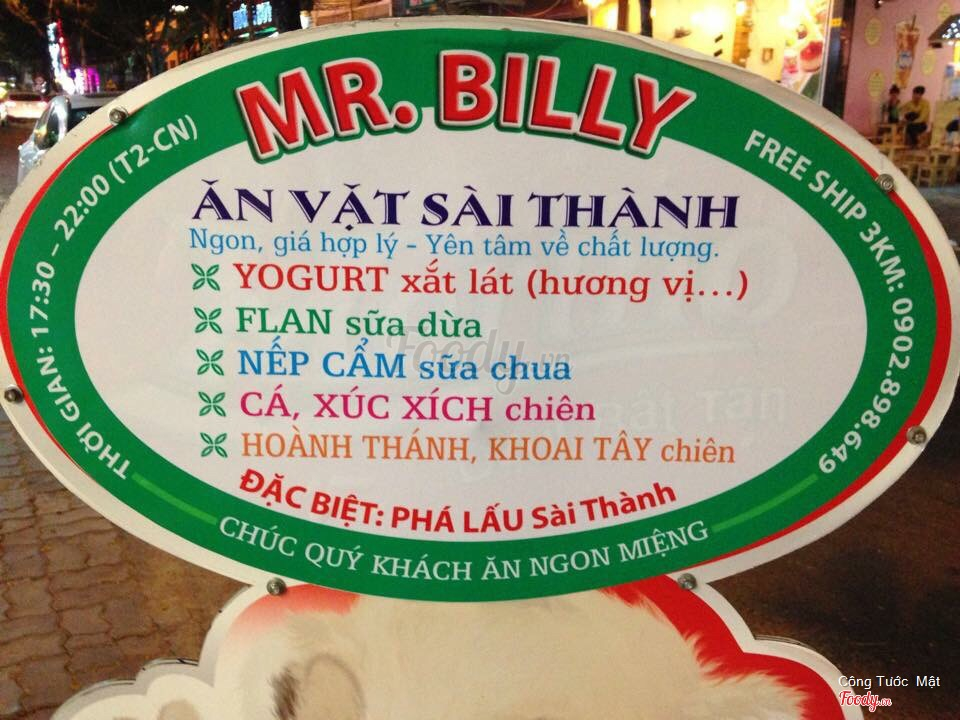 MR. BILLY
THỜI GIAN: 17:30 – 22:00 (T2-CN)
FREE SHIP 3KM: 0902.898.649
ĂN VẶT SÀI THÀNH
Ngon, giá hợp lý - Yên tâm về chất lượng.
YOGURT xắt lát (hương vị...)
FLAN sữa dừa
NẾP CẨM sữa chua
CÁ, XÚC XÍCH chiên
HOÀNH THÁNH, KHOAI TÂY chiên
ĐẶC BIỆT: PHÁ LẤU Sài Thành
CHÚC QUÝ KHÁCH ĂN NGON MIỆNG
Foody.vn
Công Tước Mật
Foody.vn